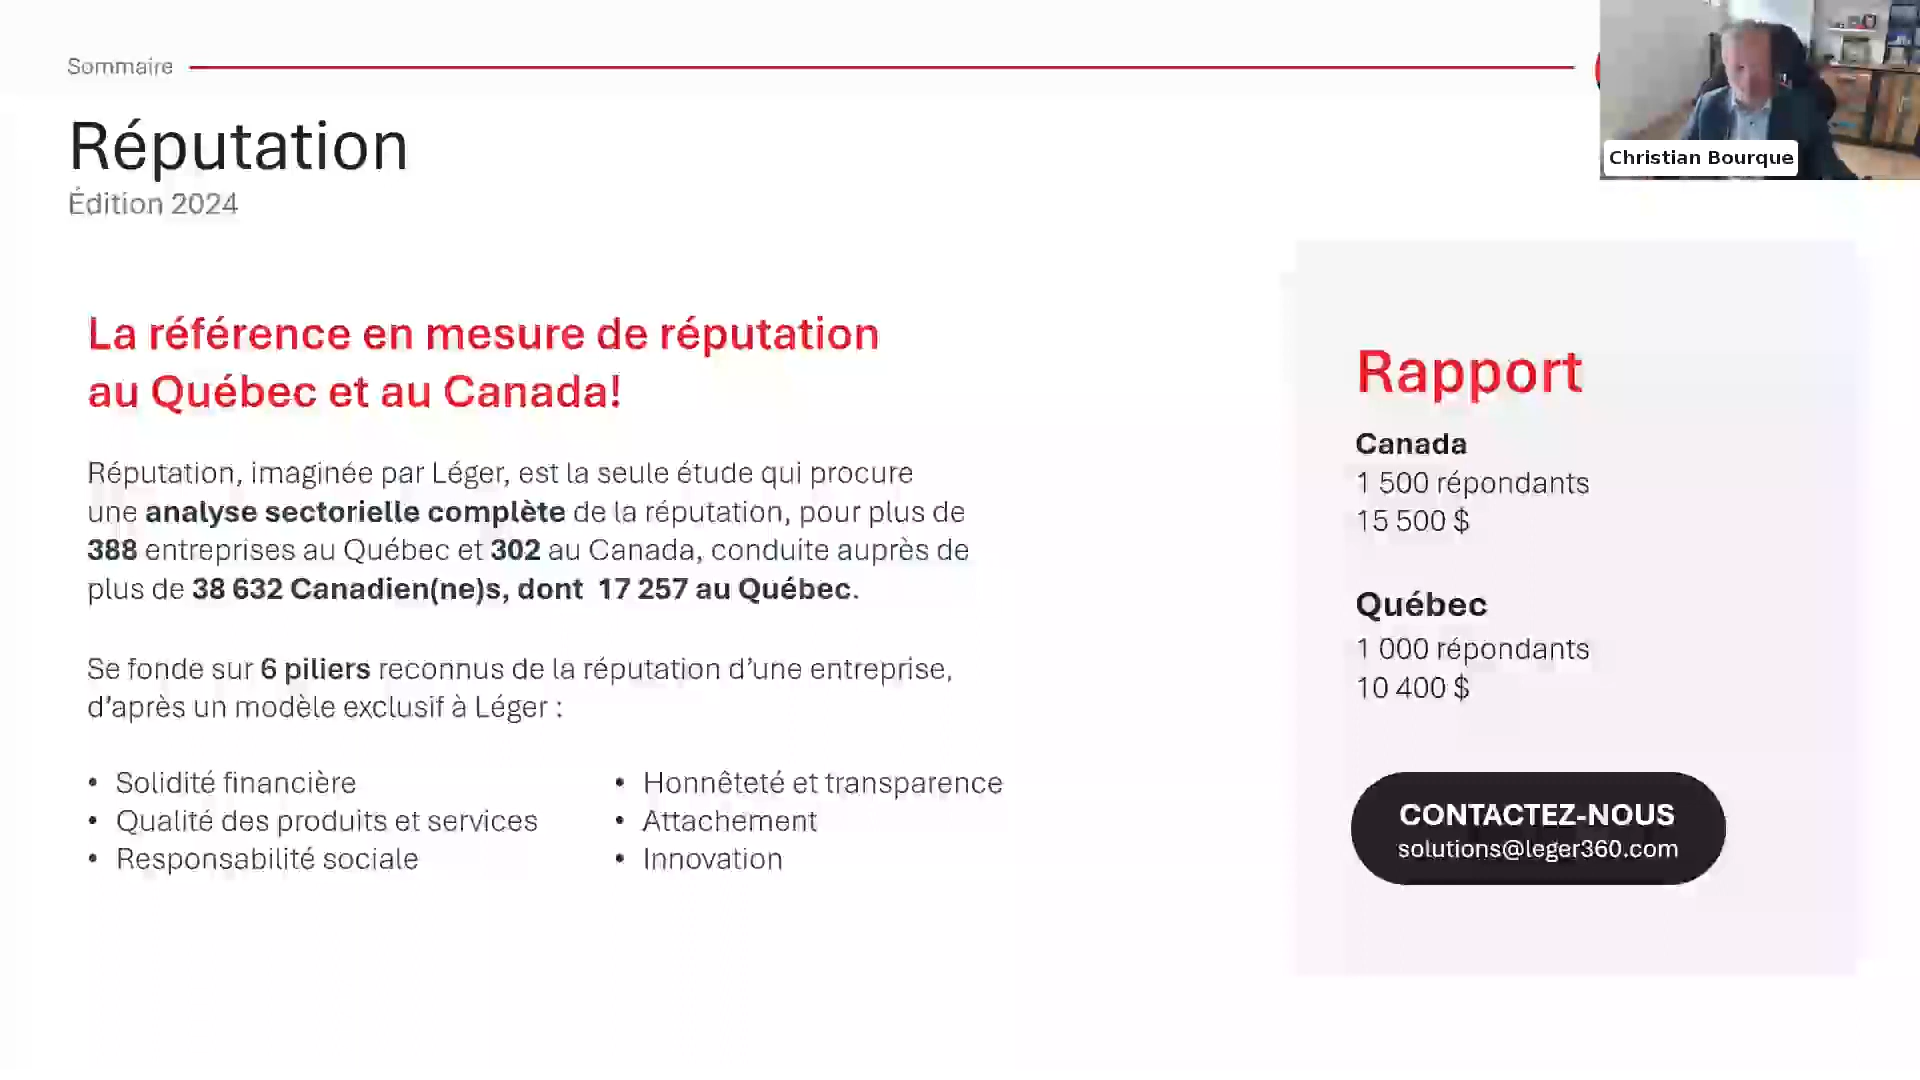 Sommaire
Christian Bourque
Réputation
Édition 2024
La référence en mesure de réputation
au Québec et au Canada!
Réputation, imaginée par Léger, est la seule étude qui procure
une analyse sectorielle complète de la réputation, pour plus de
388 entreprises au Québec et 302 au Canada, conduite auprès de
plus de 38 632 Canadien(ne)s, dont 17 257 au Québec.
Se fonde sur 6 piliers reconnus de la réputation d’une entreprise,
d’après un modèle exclusif à Léger :
• Solidité financière
• Qualité des produits et services
• Responsabilité sociale
• Honnêteté et transparence
• Attachement
• Innovation
Rapport
Canada
1 500 répondants
15 500 $
Québec
1 000 répondants
10 400 $
CONTACTEZ-NOUS
solutions@leger360.com